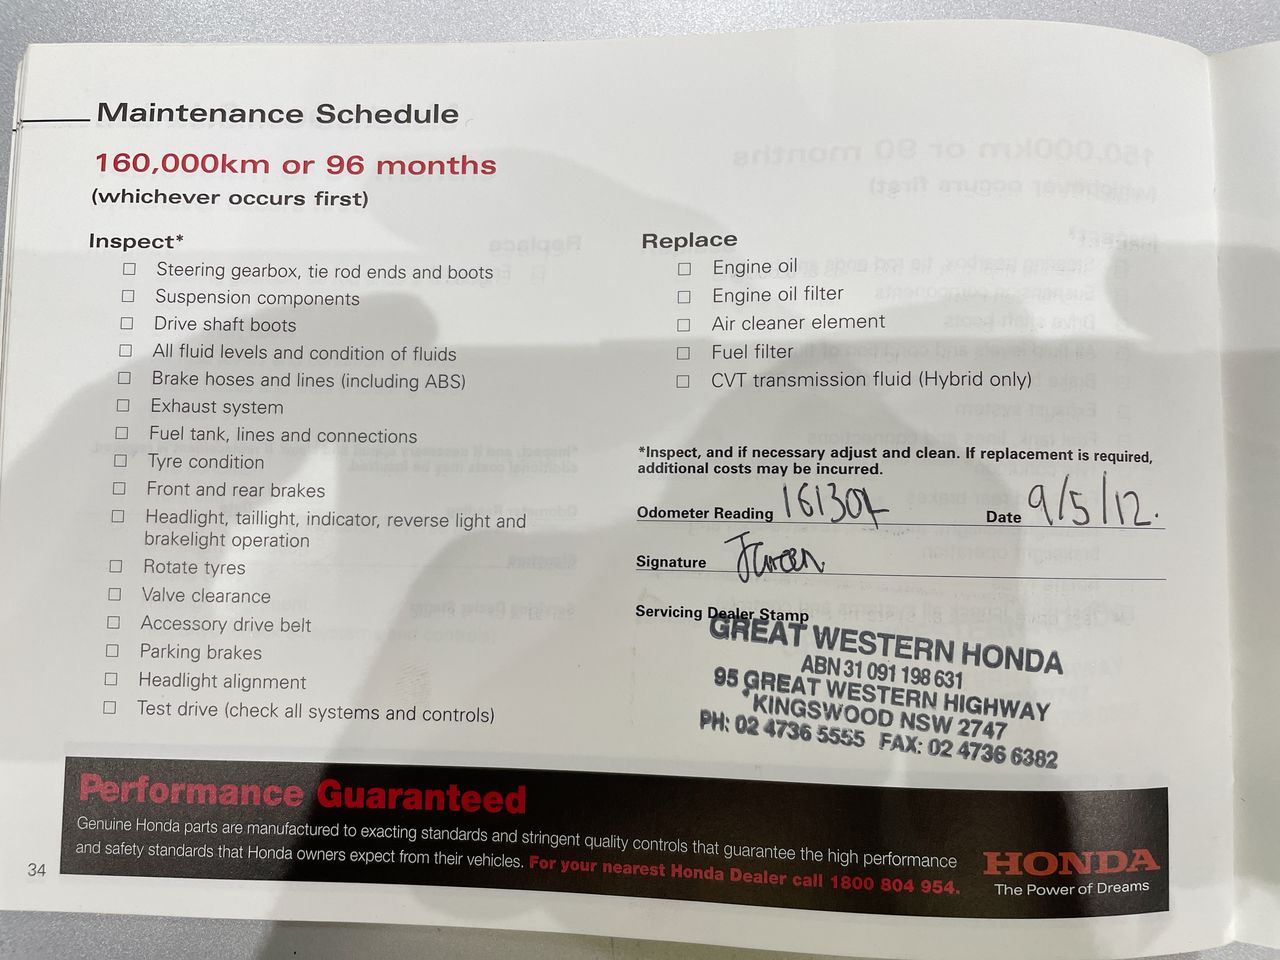 Maintenance Schedule
160,000km or 96 months
(whichever occurs first)
Inspect*
Steering gearbox, tie rod ends and boots
Suspension components
Drive shaft boots
All fluid levels and condition of fluids
Brake hoses and lines (including ABS)
Exhaust system
Fuel tank, lines and connections
Tyre condition
Front and rear brakes
Headlight, taillight, indicator, reverse light and
brakelight operation
Rotate tyres
Valve clearance
Accessory drive belt
Parking brakes
Headlight alignment
Test drive (check all systems and controls)
Replace
Engine oil
Engine oil filter
Air cleaner element
Fuel filter
CVT transmission fluid (Hybrid only)
*Inspect, and if necessary adjust and clean. If replacement is required,
additional costs may be incurred.
Odometer Reading Date 9/5/12.
Signature
Servicing Dealer Stamp
GREAT WESTERN HONDA
ABN 31 091 198 631
95 GREAT WESTERN HIGHWAY
KINGSWOOD NSW 2747
PH: 02 4736 5555 FAX: 02 4736 6382
Performance Guaranteed
Genuine Honda parts are manufactured to exacting standards and stringent quality controls that guarantee the high performance
and safety standards that Honda owners expect from their vehicles. For your nearest Honda Dealer call 1800 804 954.
HONDA
The Power of Dreams
34